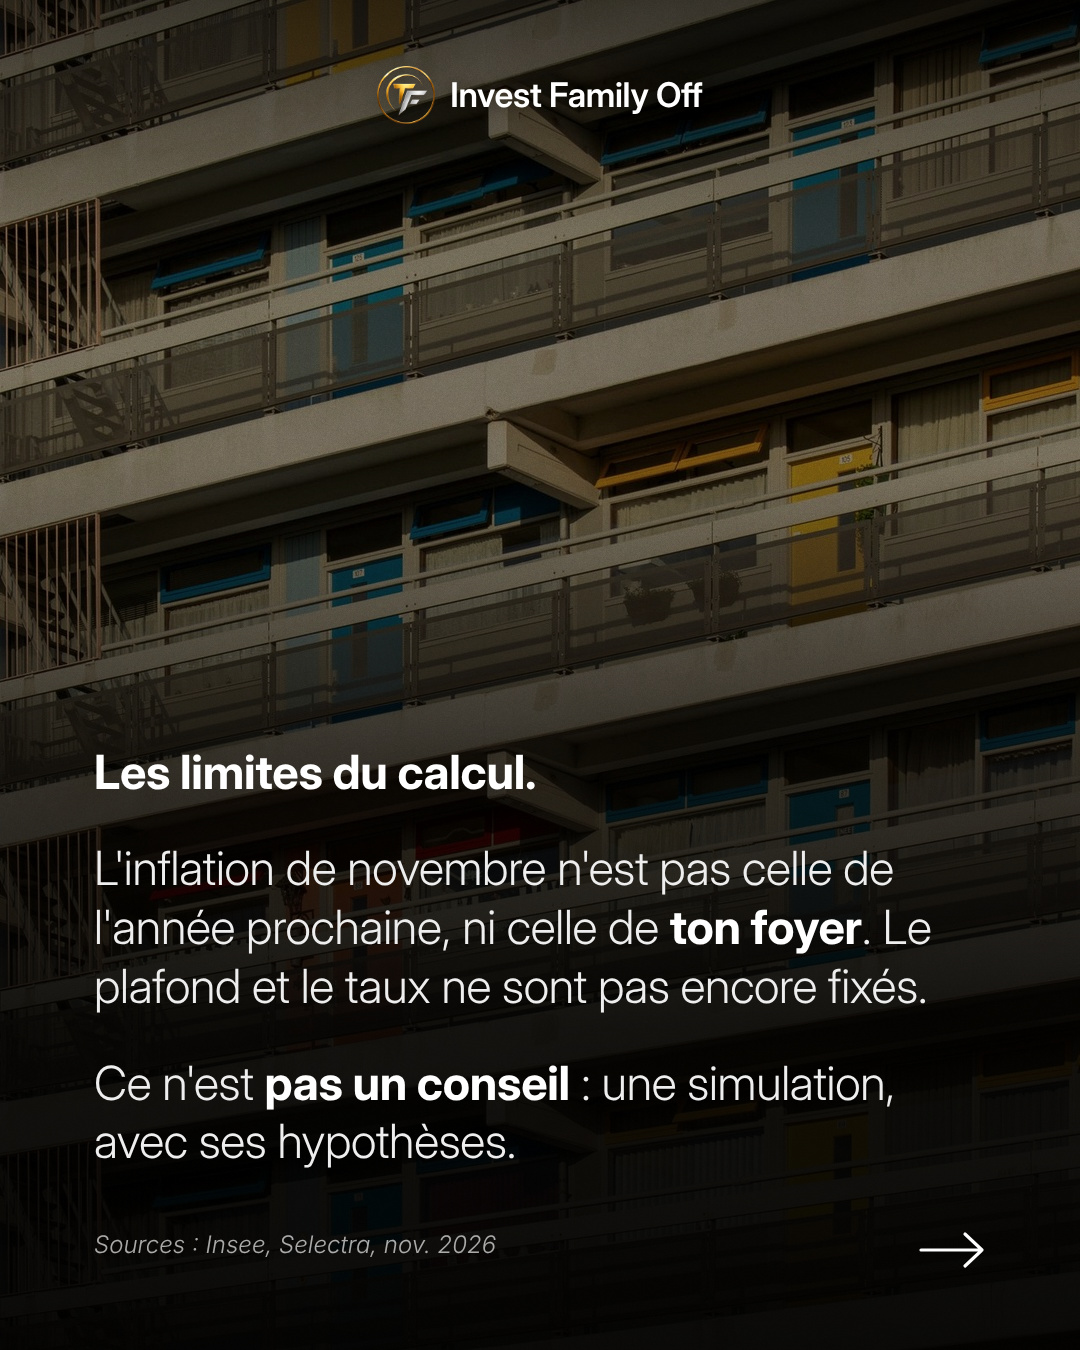 Invest Family Off
Les limites du calcul.
L'inflation de novembre n'est pas celle de
l'année prochaine, ni celle de ton foyer. Le
plafond et le taux ne sont pas encore fixés.
Ce n'est pas un conseil : une simulation,
avec ses hypothèses.
Sources : Insee, Selectra, nov. 2026